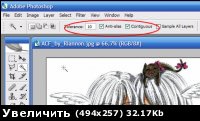 Adobe Photoshop
File Edit Image Layer Select Filter View Window Help
Tolerance: 10 Anti-alias Contiguous Sample All Layers
ACF_by_Rlannon.jpg @ 66,7% (RGB/8#)
Увеличить (494x257) 32.17Kb